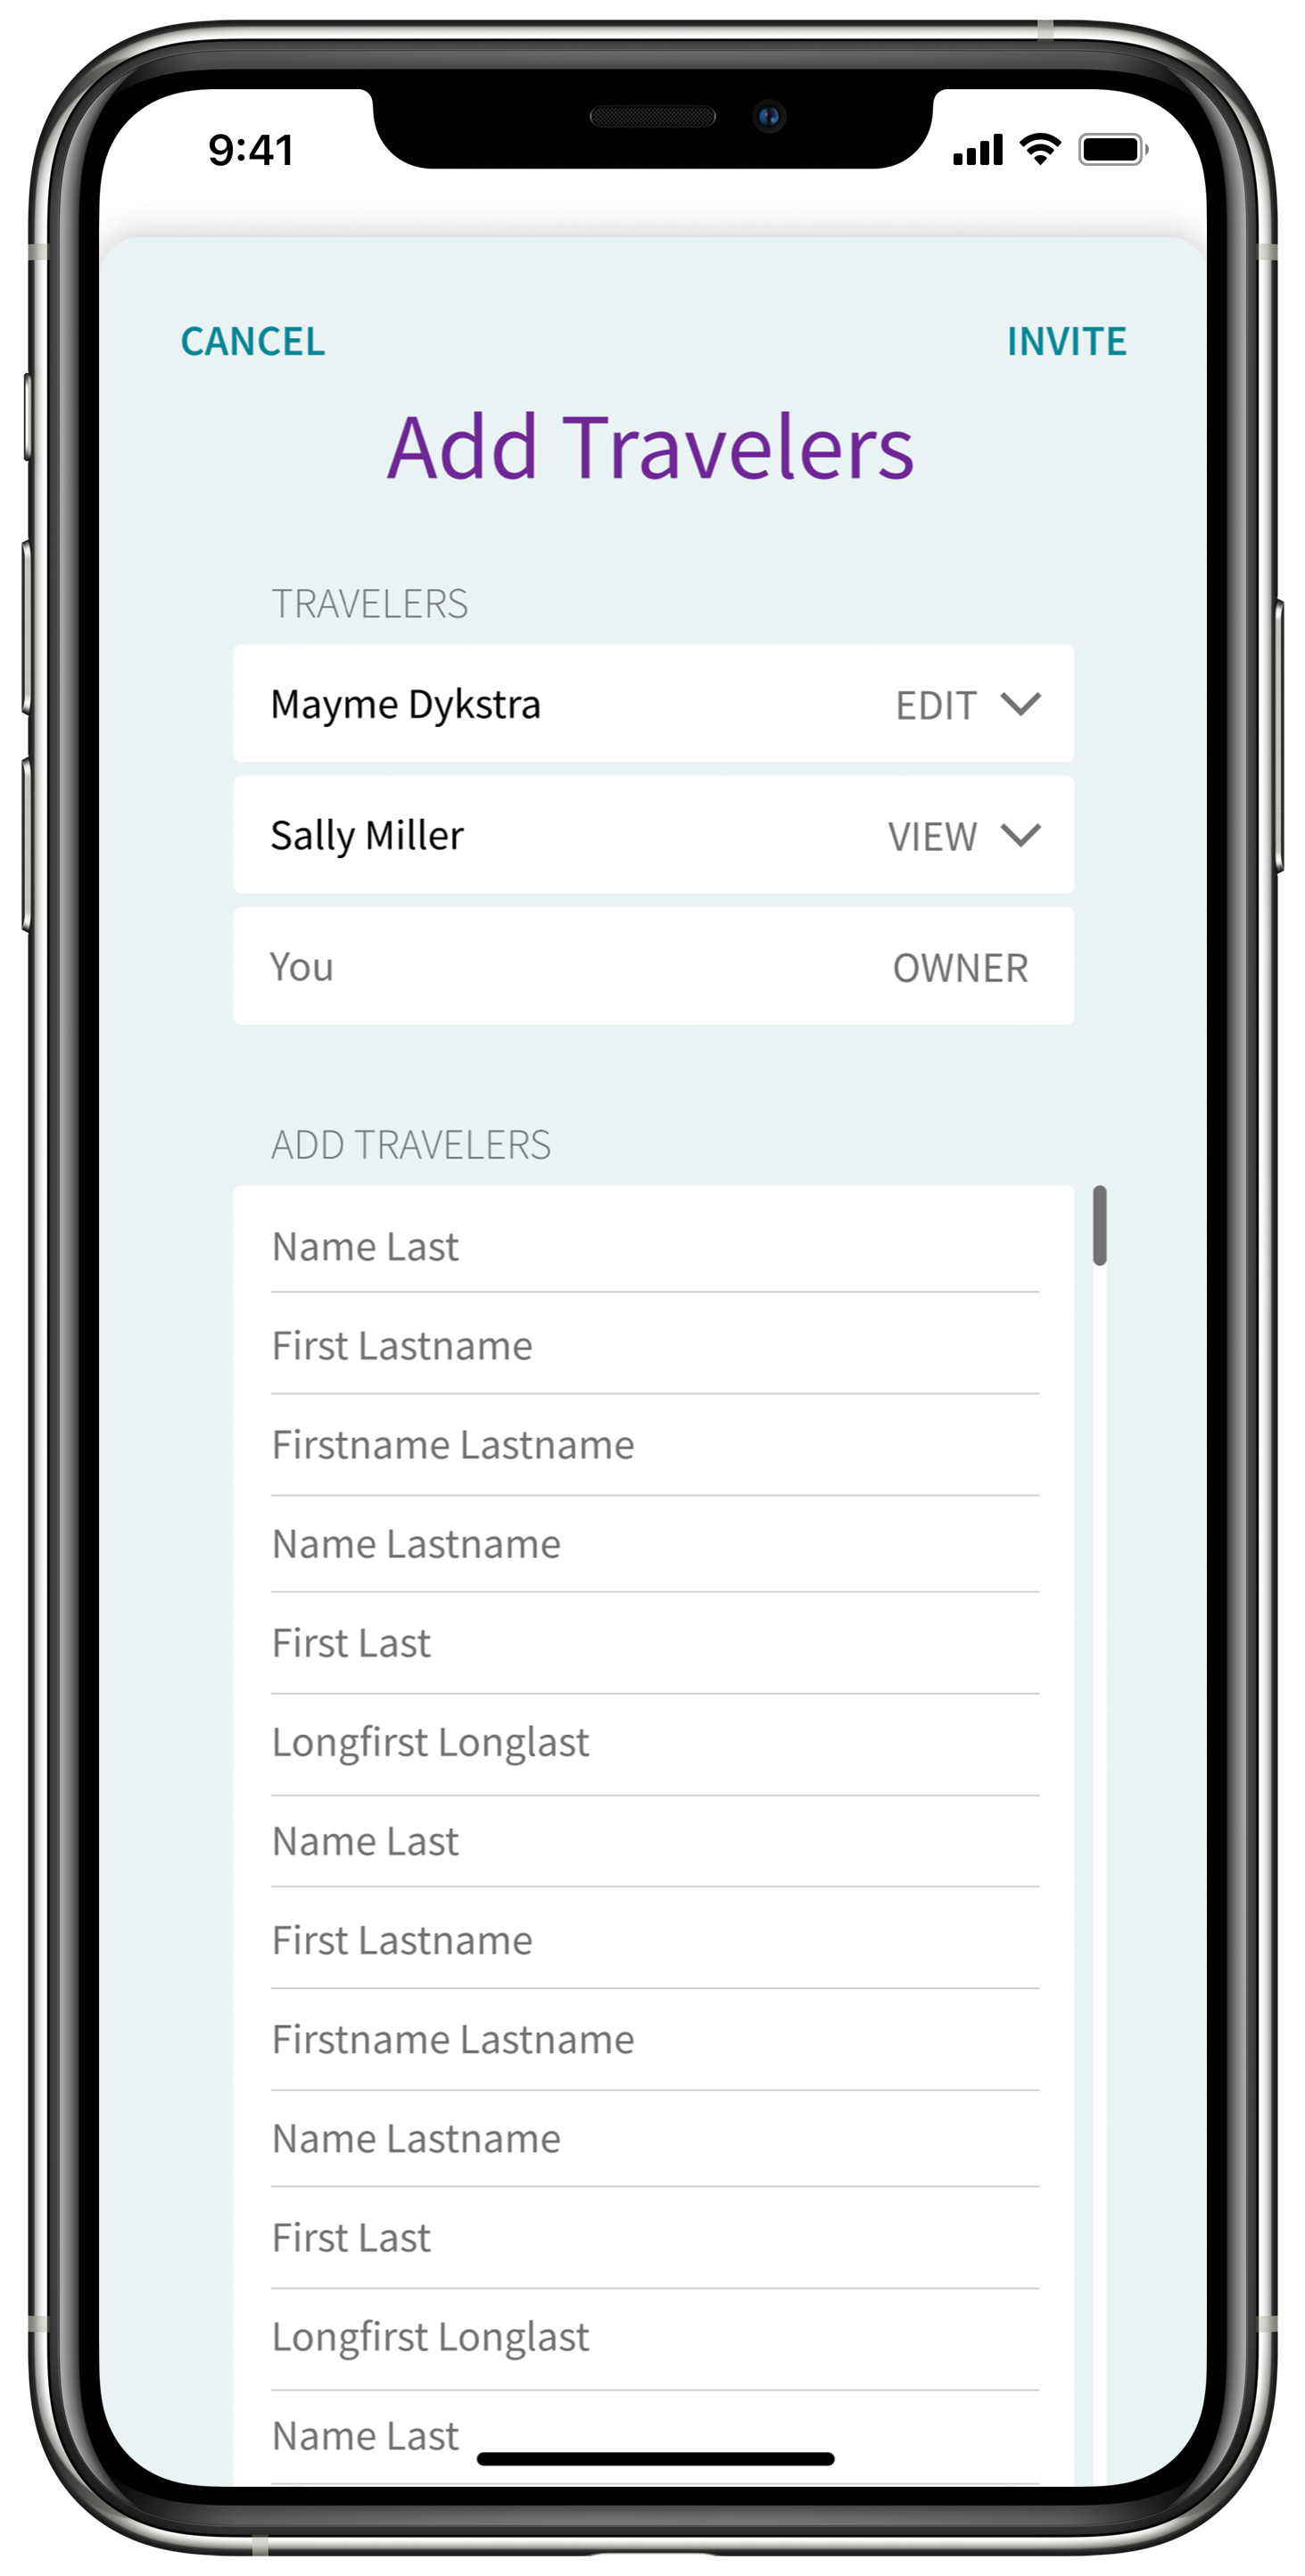 9:41
CANCEL INVITE
Add Travelers
TRAVELERS
Mayme Dykstra EDIT
Sally Miller VIEW
You OWNER
ADD TRAVELERS
Name Last
First Lastname
Firstname Lastname
Name Lastname
First Last
Longfirst Longlast
Name Last
First Lastname
Firstname Lastname
Name Lastname
First Last
Longfirst Longlast
Name Last